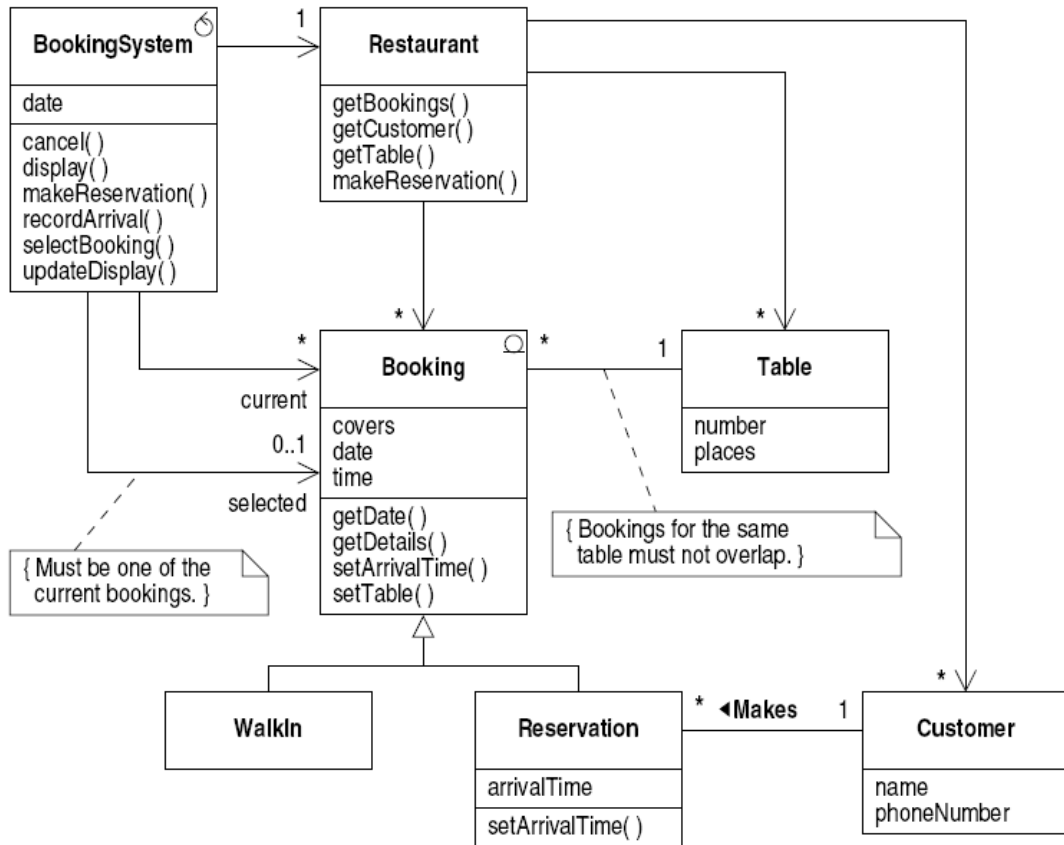 BookingSystem
date
cancel( )
display( )
makeReservation( )
recordArrival( )
selectBooking( )
updateDisplay( )
1
Restaurant
getBookings( )
getCustomer( )
getTable( )
makeReservation( )
*
current
0..1
selected
*
Booking
covers
date
time
getDate( )
getDetails( )
setArrivalTime( )
setTable( )
*
1
*
Table
number
places
{ Must be one of the
current bookings. }
{ Bookings for the same
table must not overlap. }
WalkIn
Reservation
arrivalTime
setArrivalTime( )
* ◄Makes 1
*
Customer
name
phoneNumber